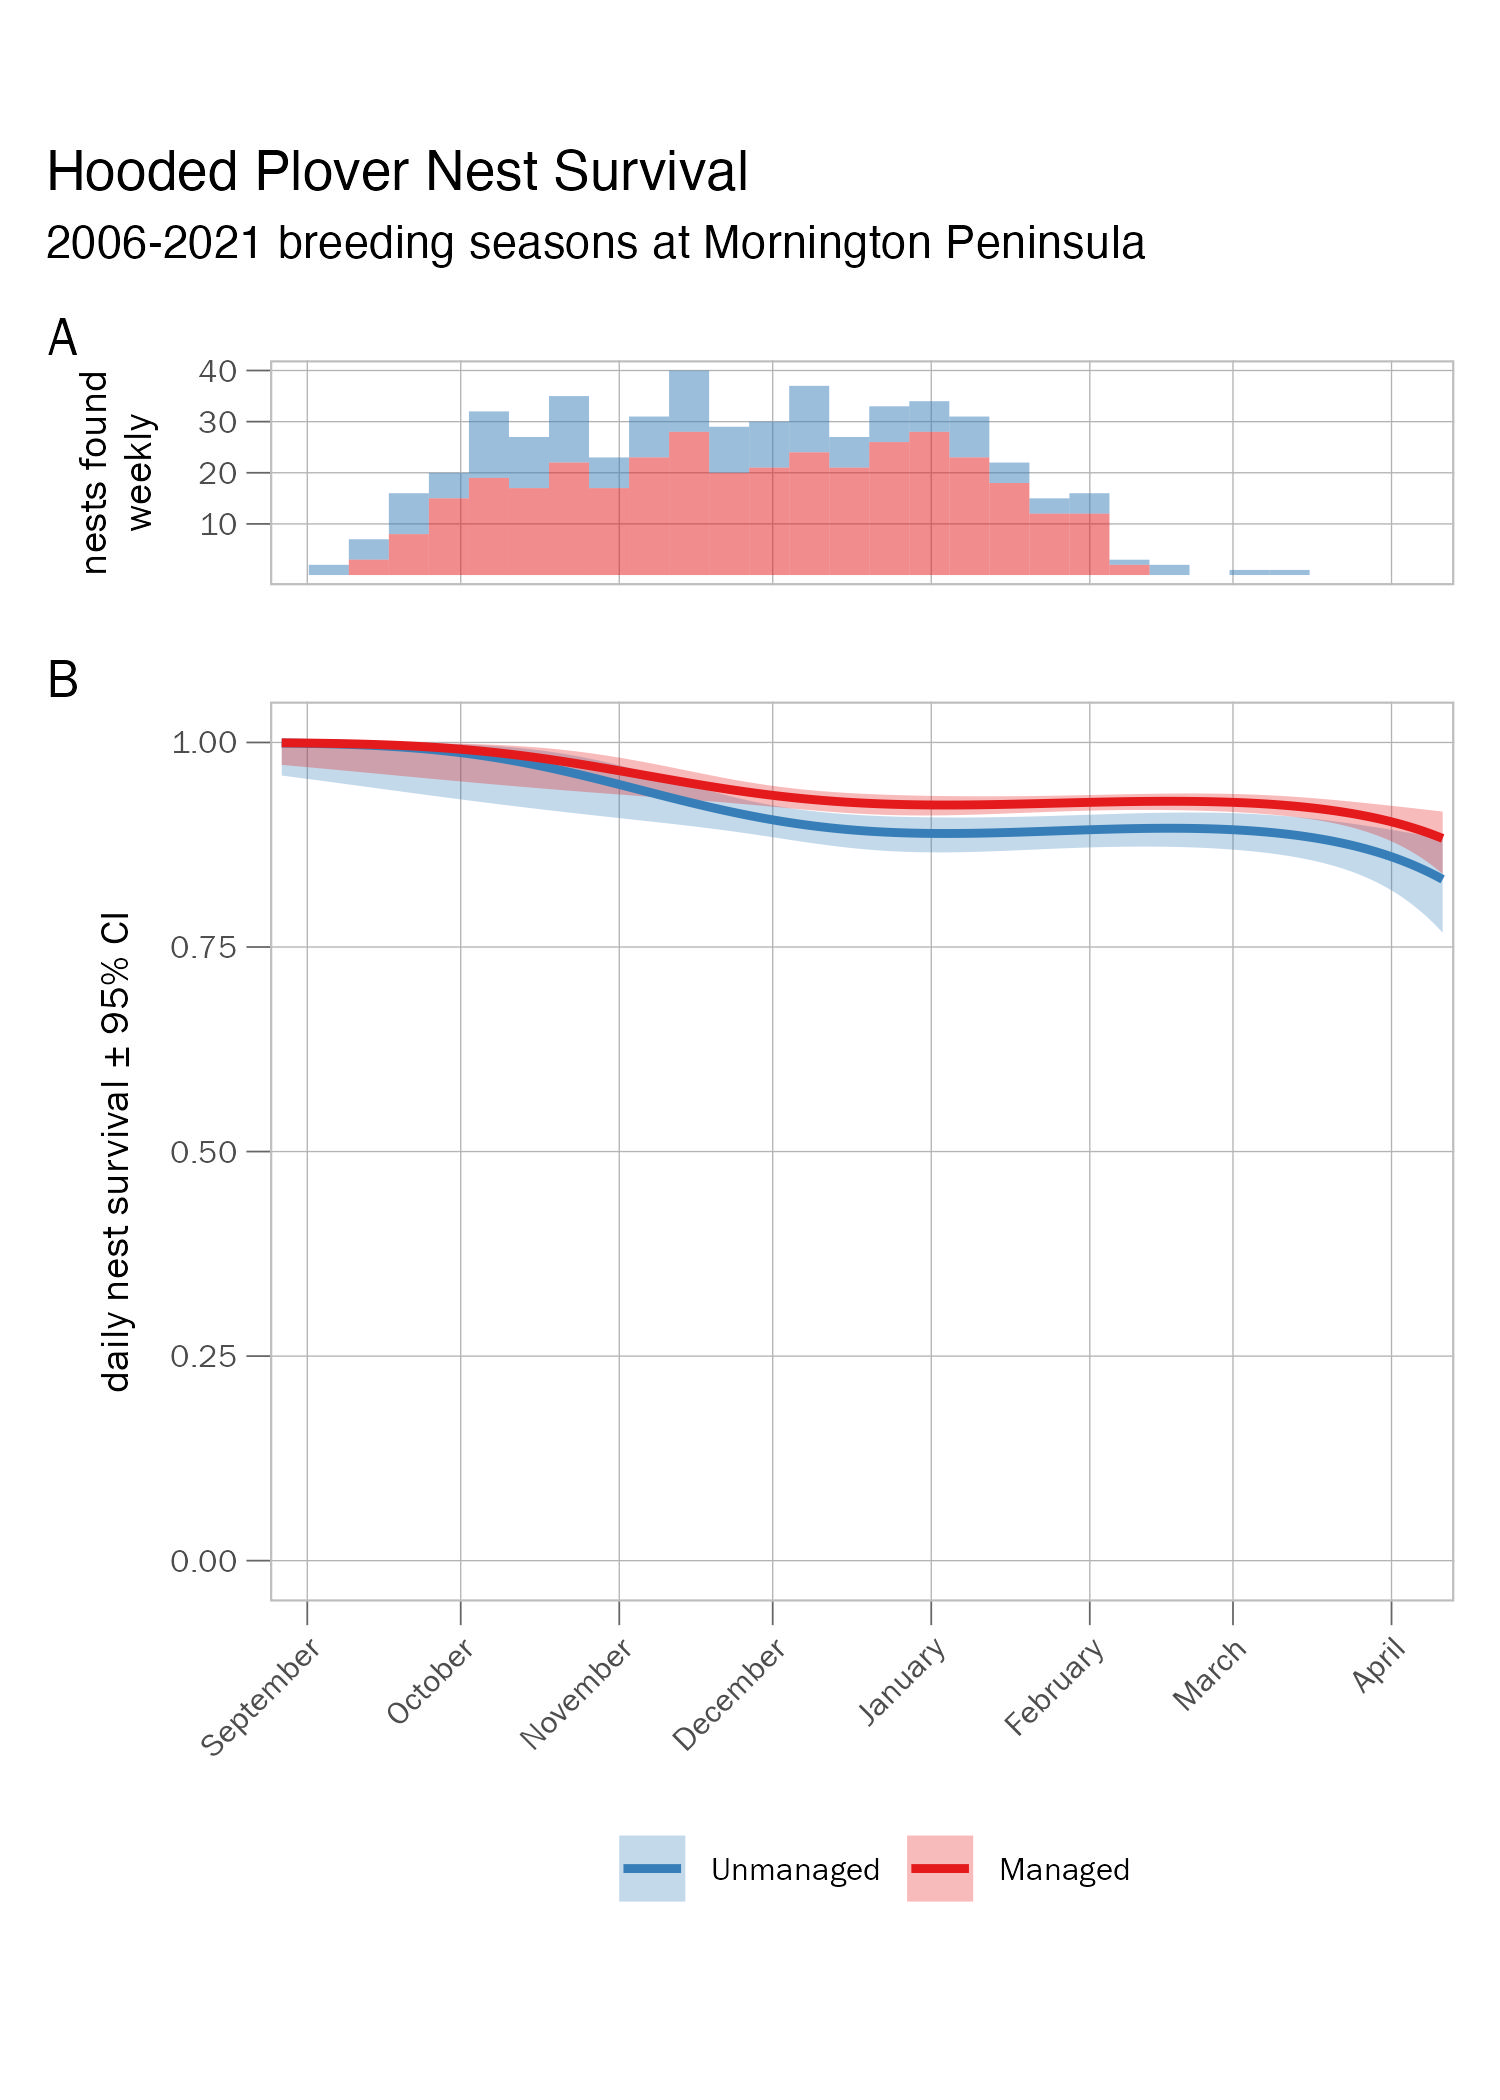 Hooded Plover Nest Survival
2006-2021 breeding seasons at Mornington Peninsula
A
nests found
weekly
40
30
20
10
B
daily nest survival ± 95% CI
1.00
0.75
0.50
0.25
0.00
September
October
November
December
January
February
March
April
Unmanaged
Managed